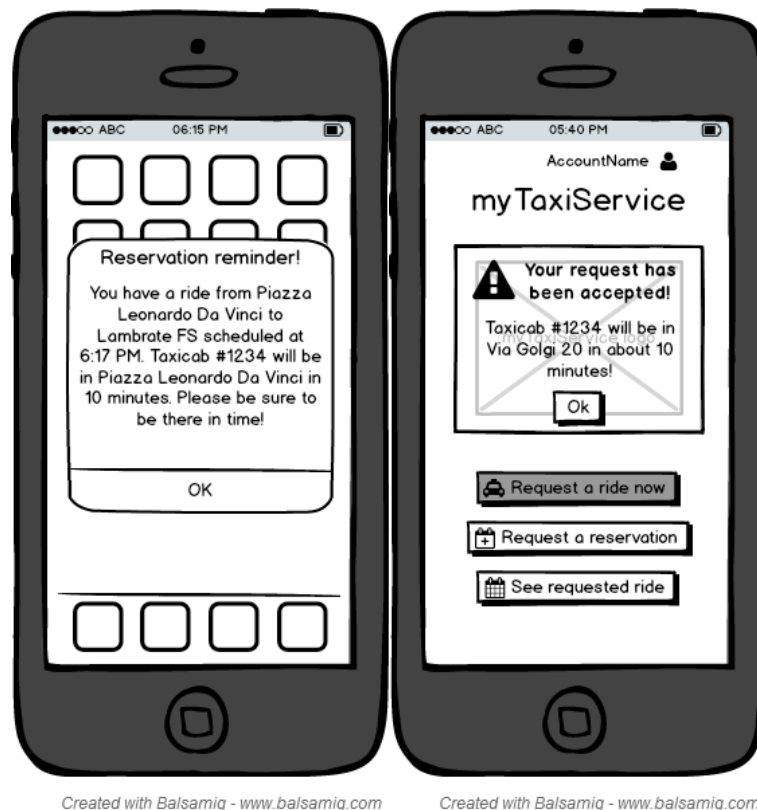 ABC 06:15 PM
Reservation reminder!
You have a ride from Piazza
Leonardo Da Vinci to
Lambrate FS scheduled at
6:17 PM. Taxicab #1234 will be
in Piazza Leonardo Da Vinci in
10 minutes. Please be sure to
be there in time!
OK
Created with Balsamiq - www.balsamiq.com
ABC 05:40 PM
AccountName
myTaxiService
Your request has
been accepted!
Taxicab #1234 will be in
myTaxiService logo
Via Golgi 20 in about 10
minutes!
Ok
Request a ride now
Request a reservation
See requested ride
Created with Balsamiq - www.balsamiq.com